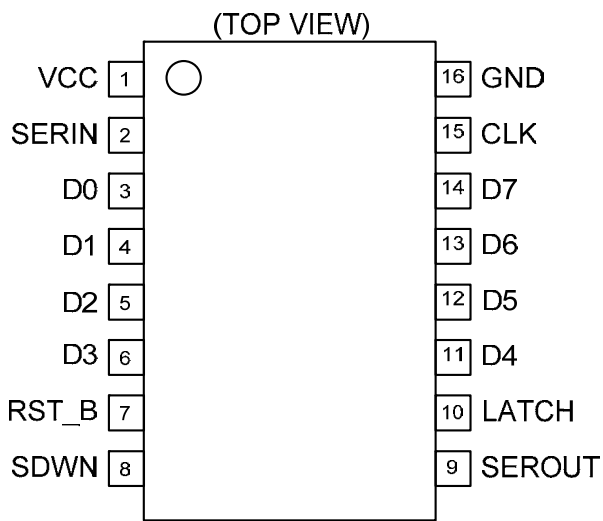 (TOP VIEW)
VCC 1 16 GND
SERIN 2 15 CLK
D0 3 14 D7
D1 4 13 D6
D2 5 12 D5
D3 6 11 D4
RST_B 7 10 LATCH
SDWN 8 9 SEROUT